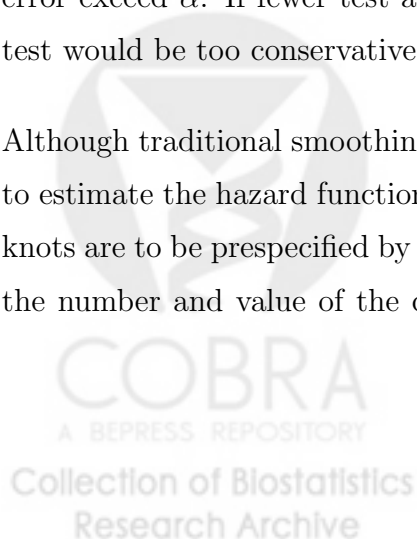 error exceed α. If fewer test a
test would be too conservative
Although traditional smoothin
to estimate the hazard function
knots are to be prespecified by
the number and value of the c
COBRA
A BEPRESS REPOSITORY
Collection of Biostatistics
Research Archive